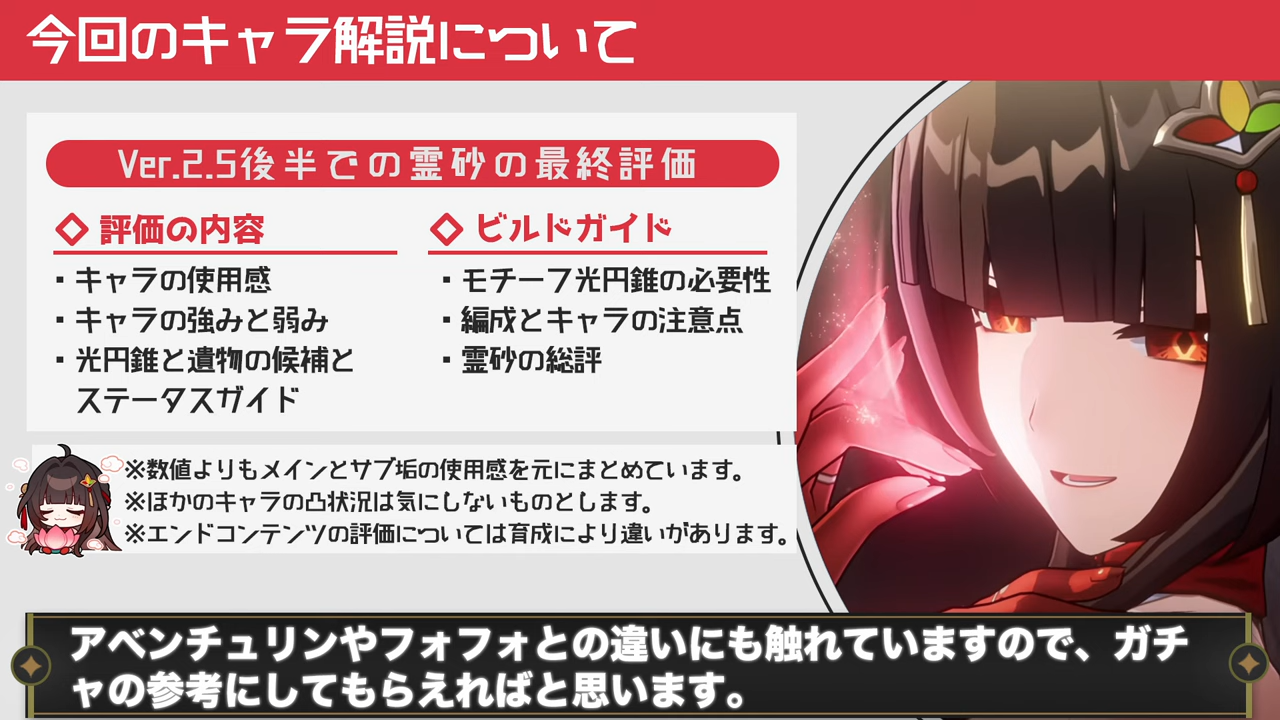 今回のキャラ解説について
Ver.2.5後半での霊砂の最終評価
◇ 評価の内容
・キャラの使用感
・キャラの強みと弱み
・光円錐と遺物の候補と
ステータスガイド
◇ ビルドガイド
・モチーフ光円錐の必要性
・編成とキャラの注意点
・霊砂の総評
※数値よりもメインとサブ垢の使用感を元にまとめています。
※ほかのキャラの凸状況は気にしないものとします。
※エンドコンテンツの評価については育成により違いがあります。
アベンチュリンやフォフォとの違いにも触れていますので、ガチ
ャの参考にしてもらえればと思います。